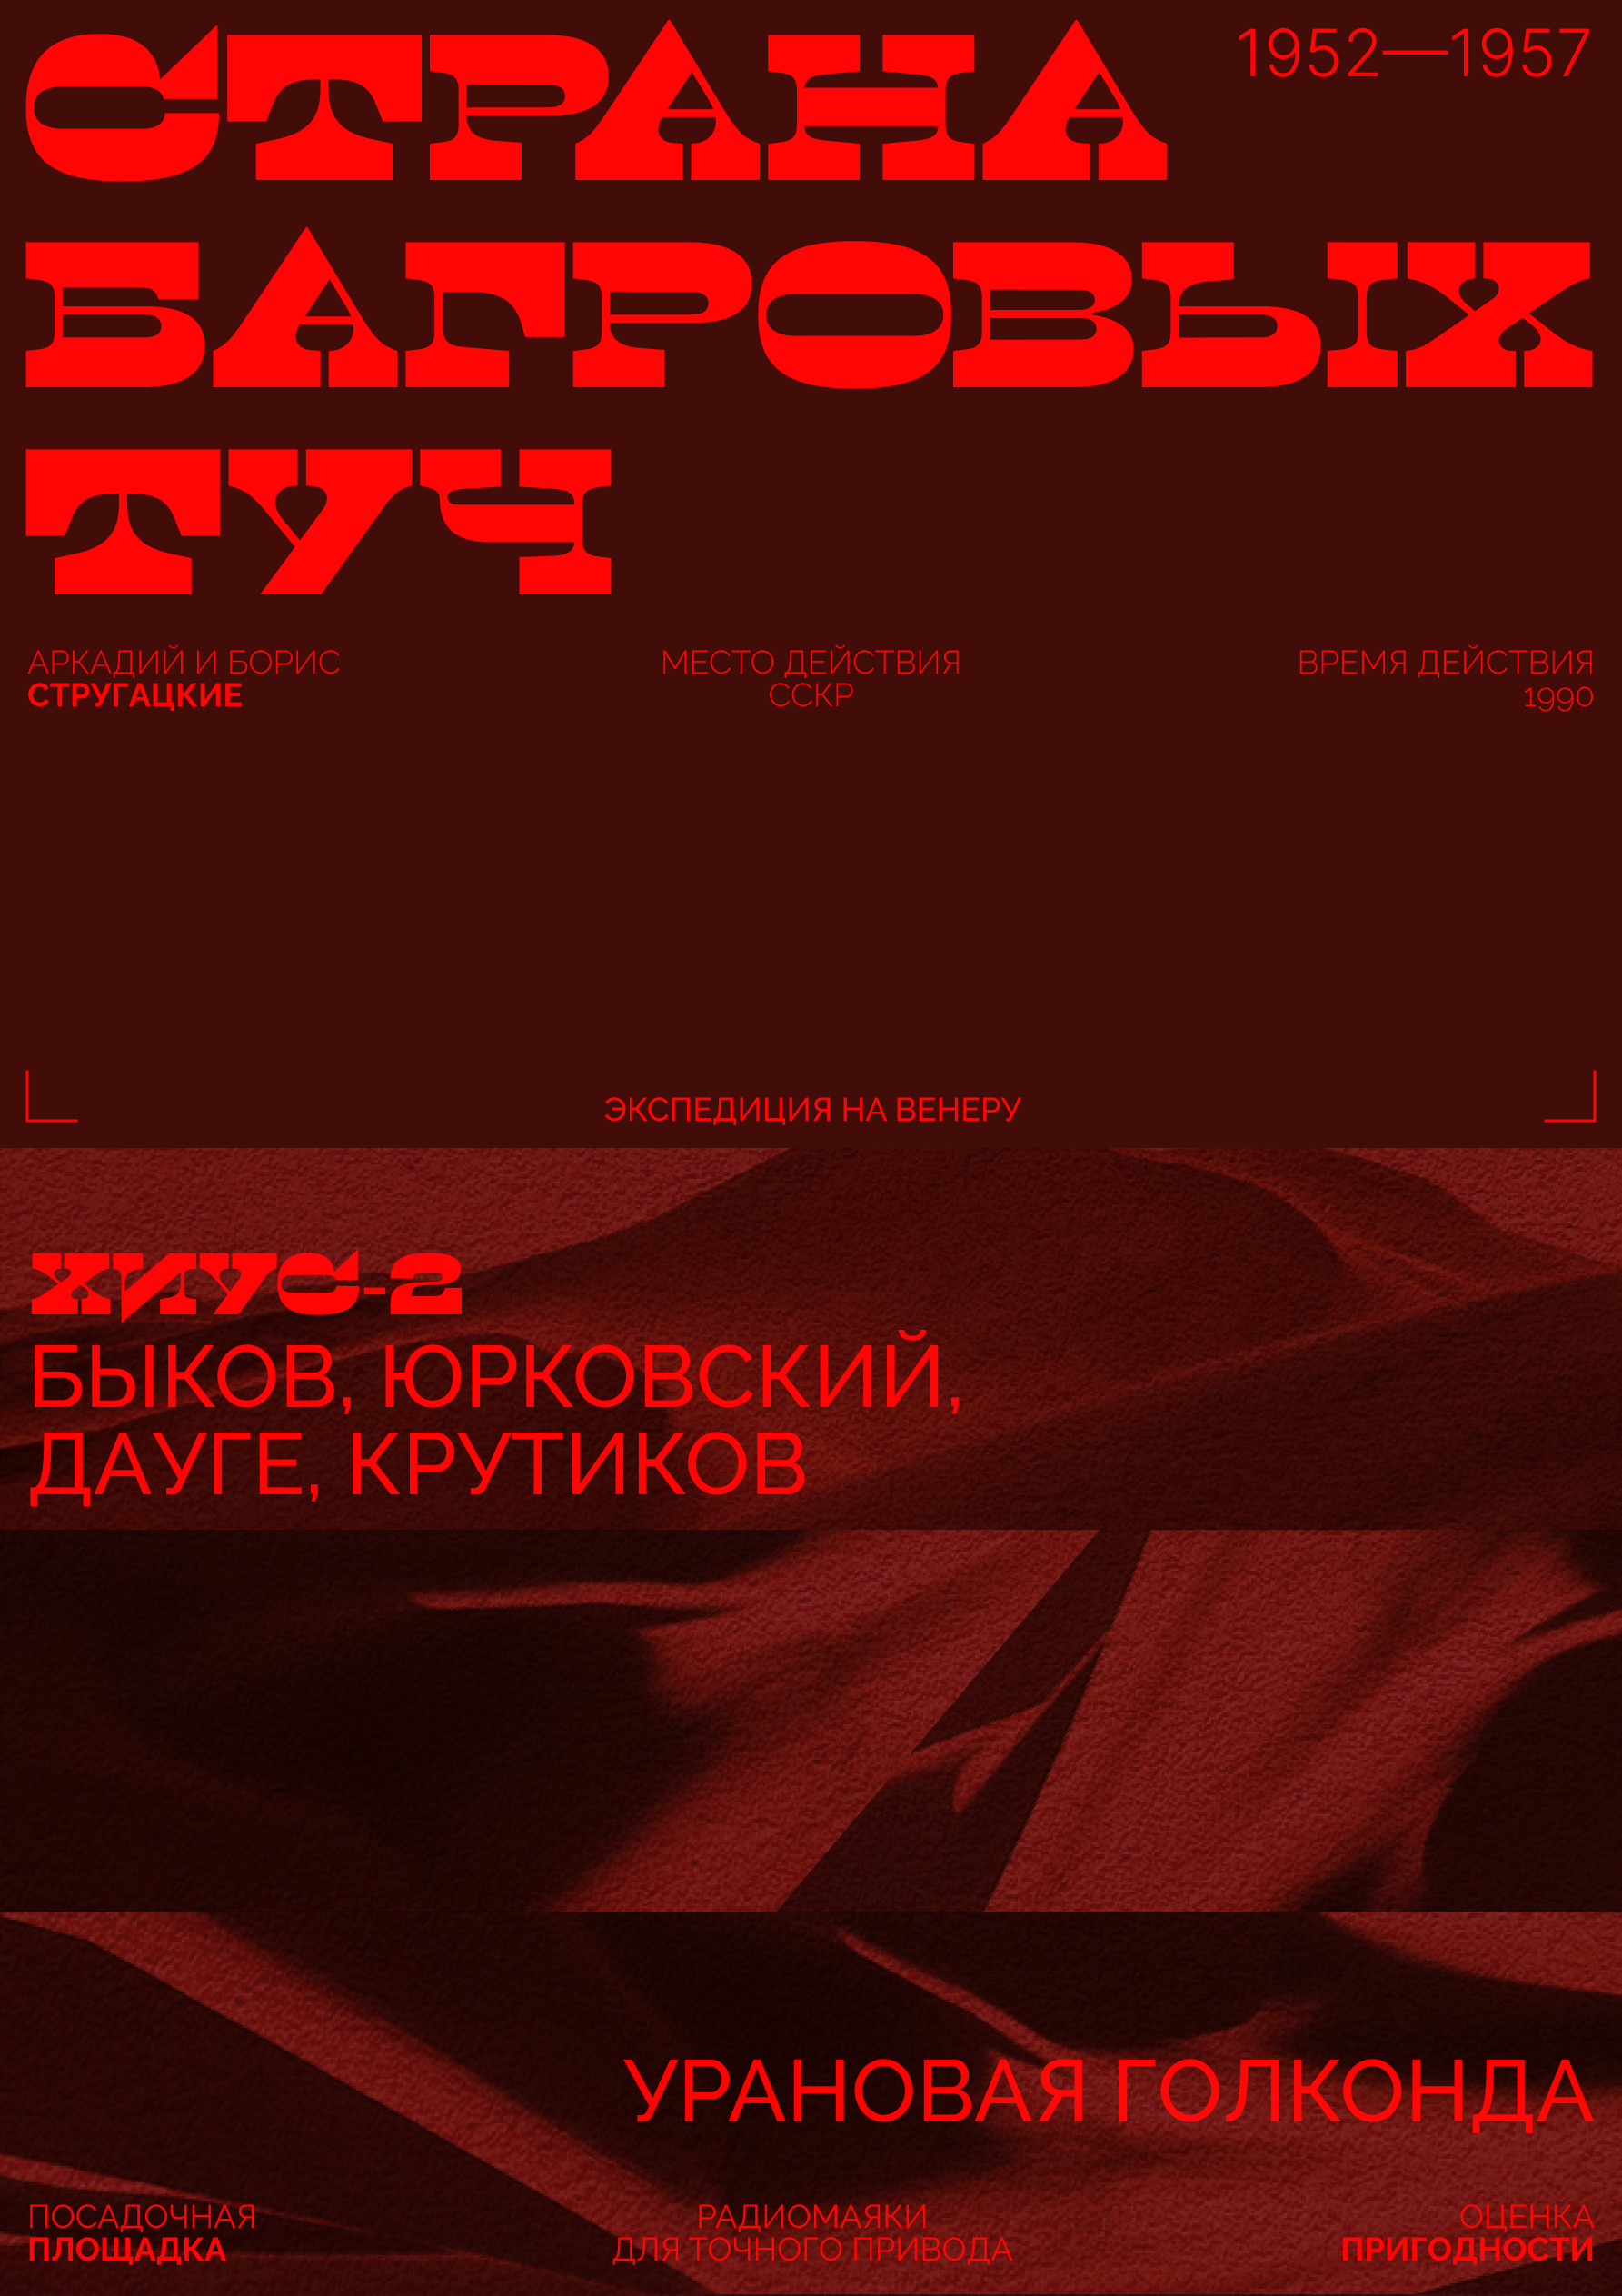 СТРАНА
1952—1957
БАГРОВЫХ
ТУЧ
АРКАДИЙ И БОРИС
СТРУГАЦКИЕ
МЕСТО ДЕЙСТВИЯ
ССКР
ВРЕМЯ ДЕЙСТВИЯ
1990
ЭКСПЕДИЦИЯ НА ВЕНЕРУ
ХИУС-2
БЫКОВ, ЮРКОВСКИЙ,
ДАУГЕ, КРУТИКОВ
УРАНОВАЯ ГОЛКОНДА
ПОСАДОЧНАЯ
ПЛОЩАДКА
РАДИОМАЯКИ
ДЛЯ ТОЧНОГО ПРИВОДА
ОЦЕНКА
ПРИГОДНОСТИ